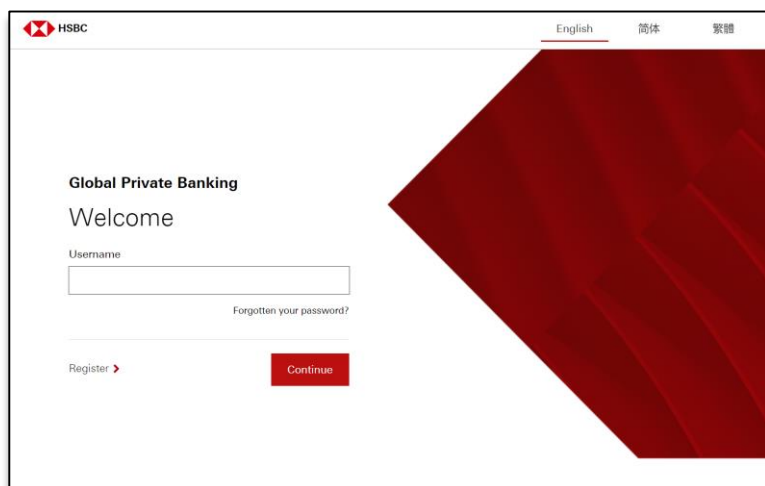 HSBC
English 简体 繁體
Global Private Banking
Welcome
Username
Forgotten your password?
Register
Continue